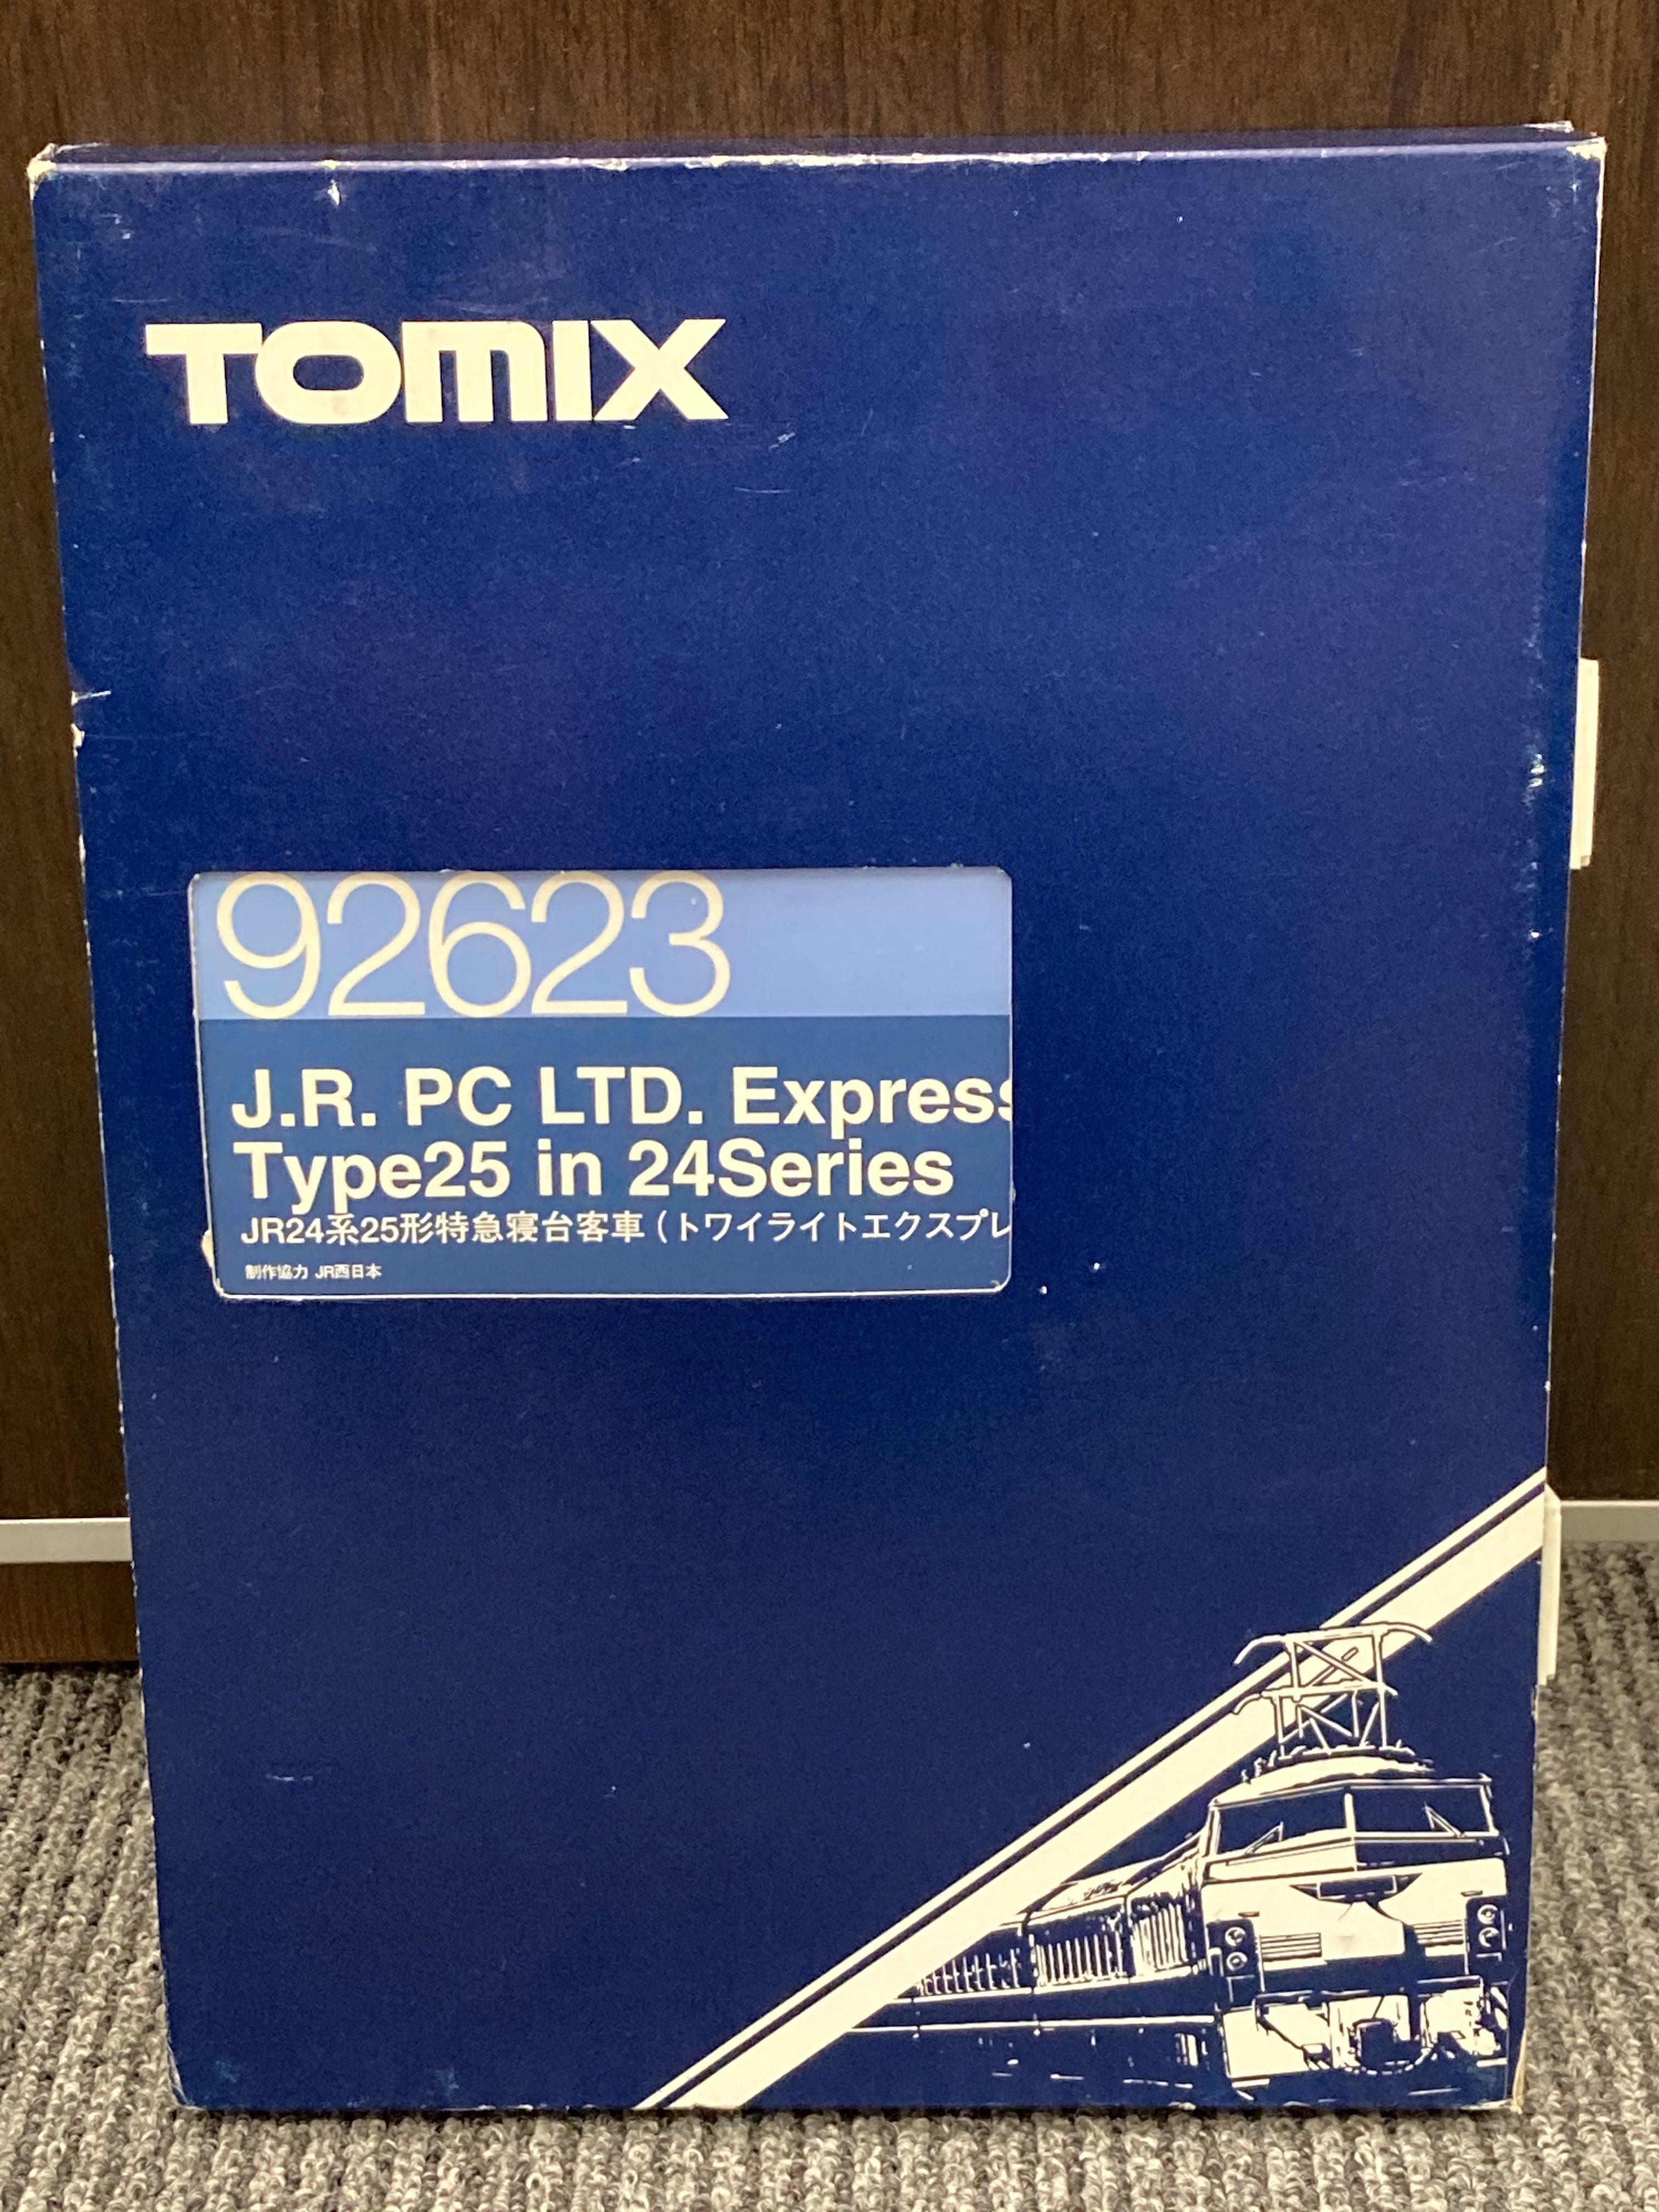 TOMIX
92623
J.R. PC LTD. Express
Type25 in 24Series
JR24系25形特急寝台客車(トワイライトエクスプレ
制作協力 JR西日本